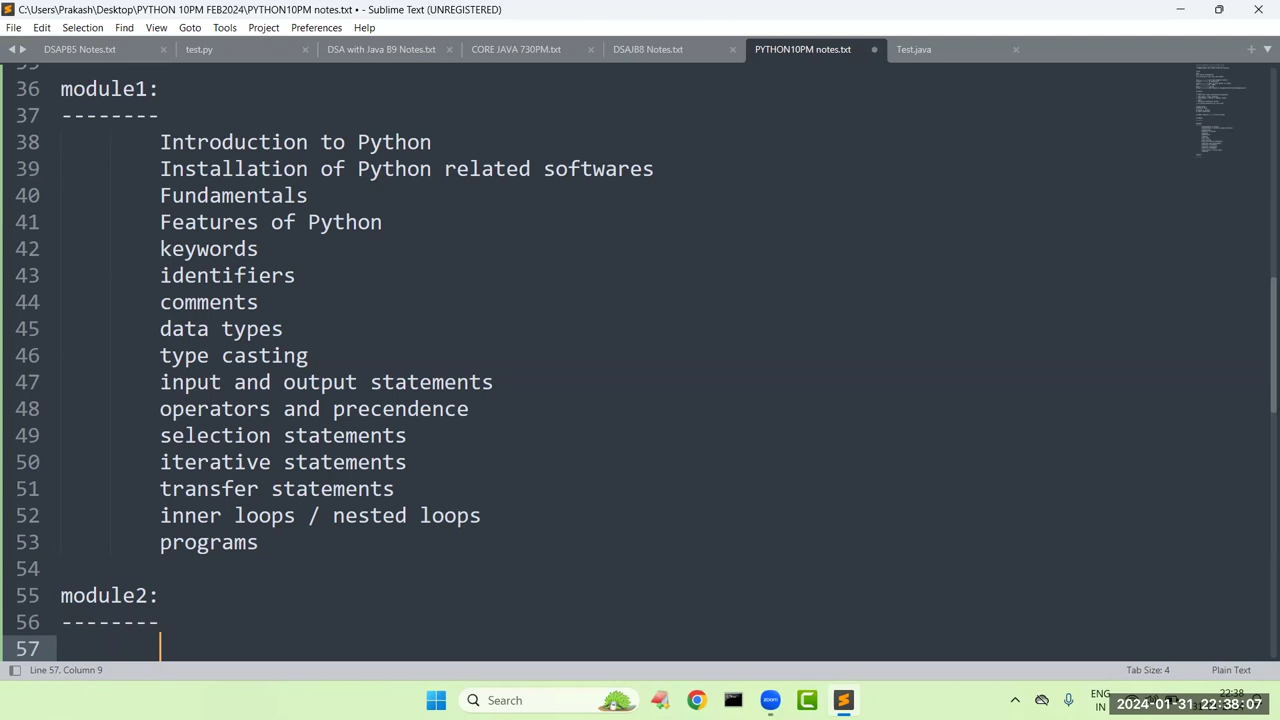 C:\Users\Prakash\Desktop\PYTHON 10PM FEB2024\PYTHON10PM notes.txt • - Sublime Text (UNREGISTERED)
File Edit Selection Find View Goto Tools Project Preferences Help
DSAPB5 Notes.txt test.py DSA with Java B9 Notes.txt CORE JAVA 730PM.txt DSAJB8 Notes.txt PYTHON10PM notes.txt Test.java
36 module1:
37 --------
38 Introduction to Python
39 Installation of Python related softwares
40 Fundamentals
41 Features of Python
42 keywords
43 identifiers
44 comments
45 data types
46 type casting
47 input and output statements
48 operators and precendence
49 selection statements
50 iterative statements
51 transfer statements
52 inner loops / nested loops
53 programs
54
55 module2:
56 --------
57
Line 57, Column 9 Tab Size: 4 Plain Text
Search zoom ENG 22:38
IN 2024-01-31 22:38:07